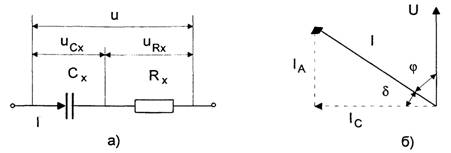 u
u_Cx u_Rx
C_x R_x
I
а)
U
I
φ
I_A
δ
I_C
б)